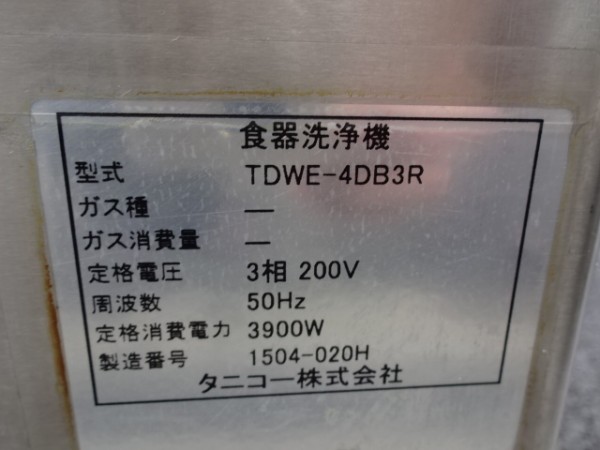 食器洗浄機
型式 TDWE-4DB3R
ガス種 —
ガス消費量 —
定格電圧 3相 200V
周波数 50Hz
定格消費電力 3900W
製造番号 1504-020H
タニコー株式会社